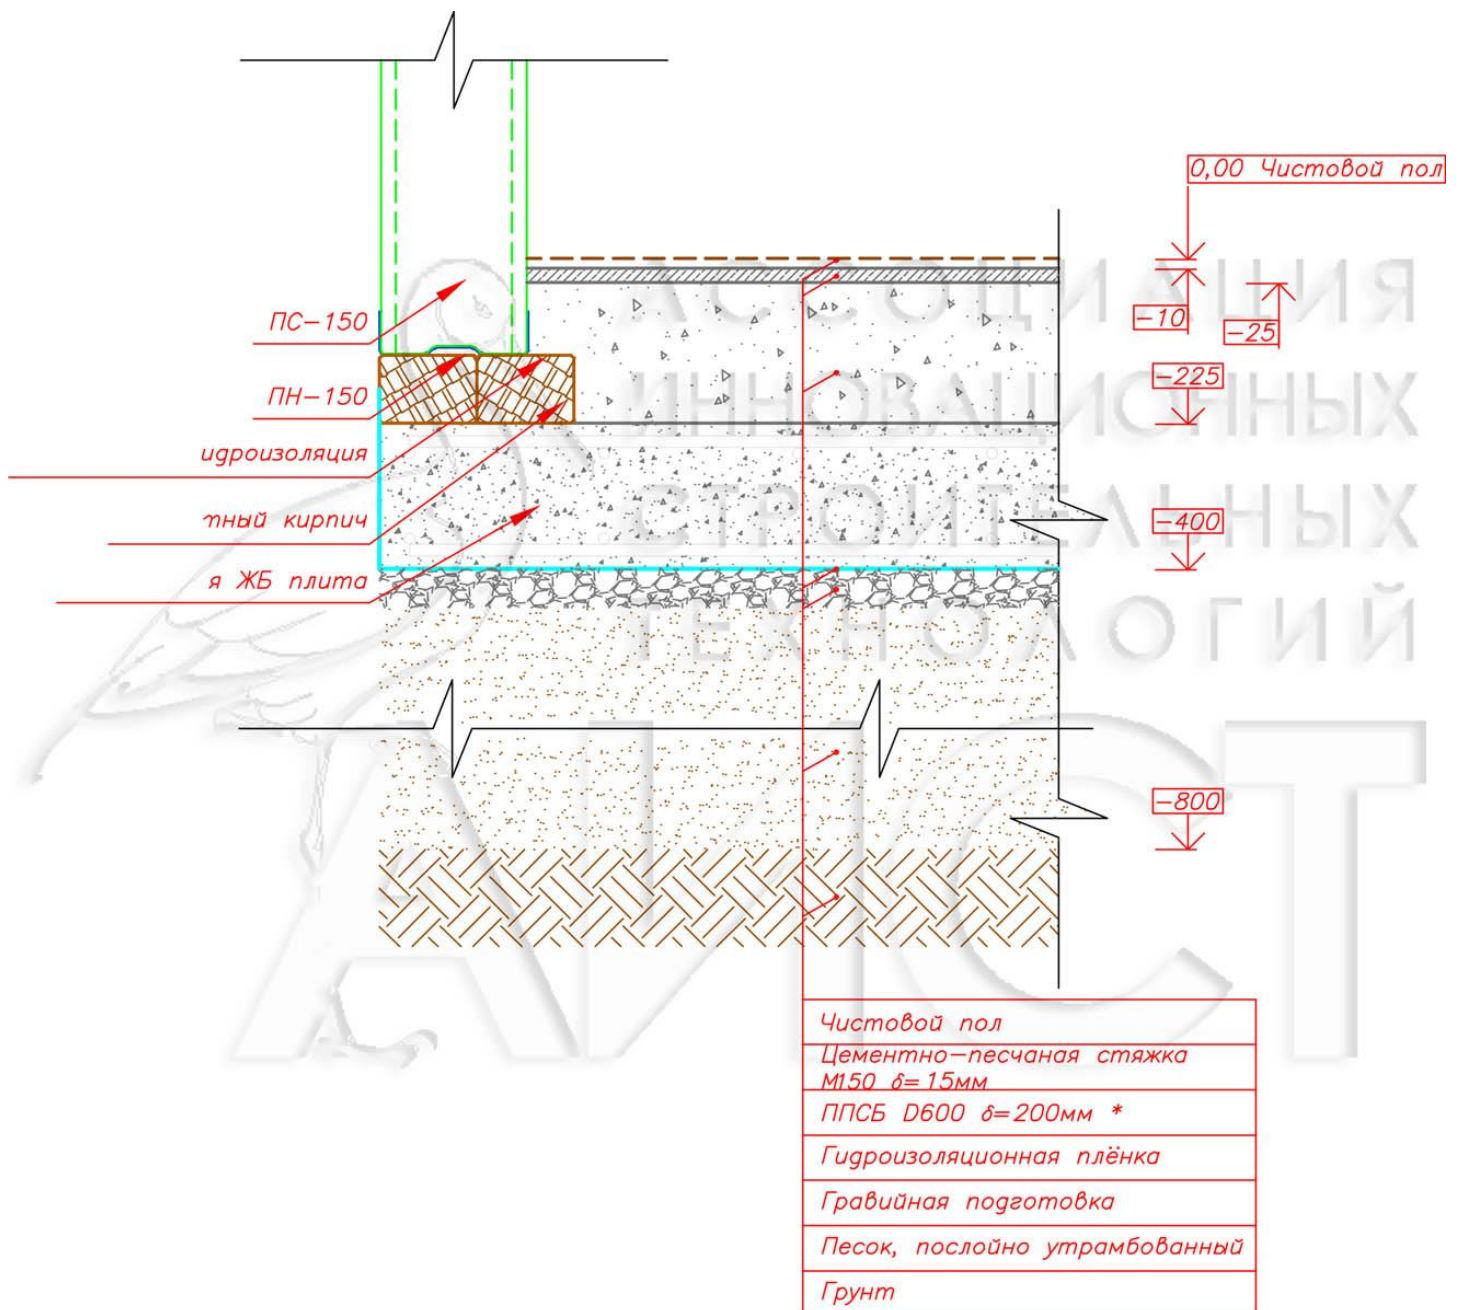 0,00 Чистовой пол
АССОЦИАЦИЯ
ИННОВАЦИОННЫХ
СТРОИТЕЛЬНЫХ
ТЕХНОЛОГИЙ
АИСТ
ПС-150
ПН-150
идроизоляция
тный кирпич
я ЖБ плита
-10
-25
-225
-400
-800
Чистовой пол
Цементно-песчаная стяжка
М150 δ=15мм
ППСБ D600 δ=200мм *
Гидроизоляционная плёнка
Гравийная подготовка
Песок, послойно утрамбованный
Грунт